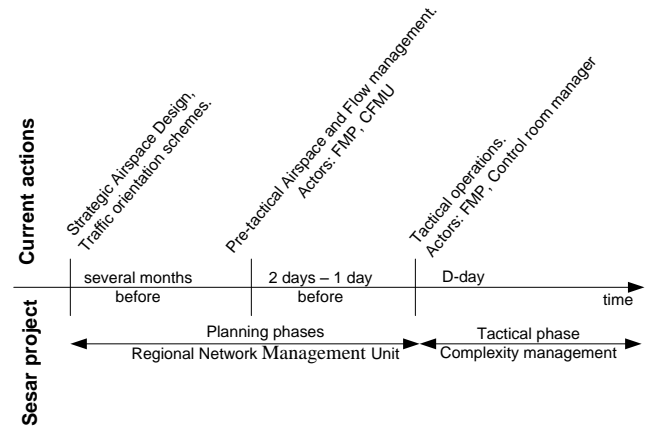 Current actions
Strategic Airspace Design,
Traffic orientation schemes.
Pre-tactical Airspace and Flow management.
Actors: FMP, CFMU
Tactical operations.
Actors: FMP, Control room manager
several months
before
2 days – 1 day
before
D-day
time
Sesar project
Planning phases
Regional Network Management Unit
Tactical phase
Complexity management